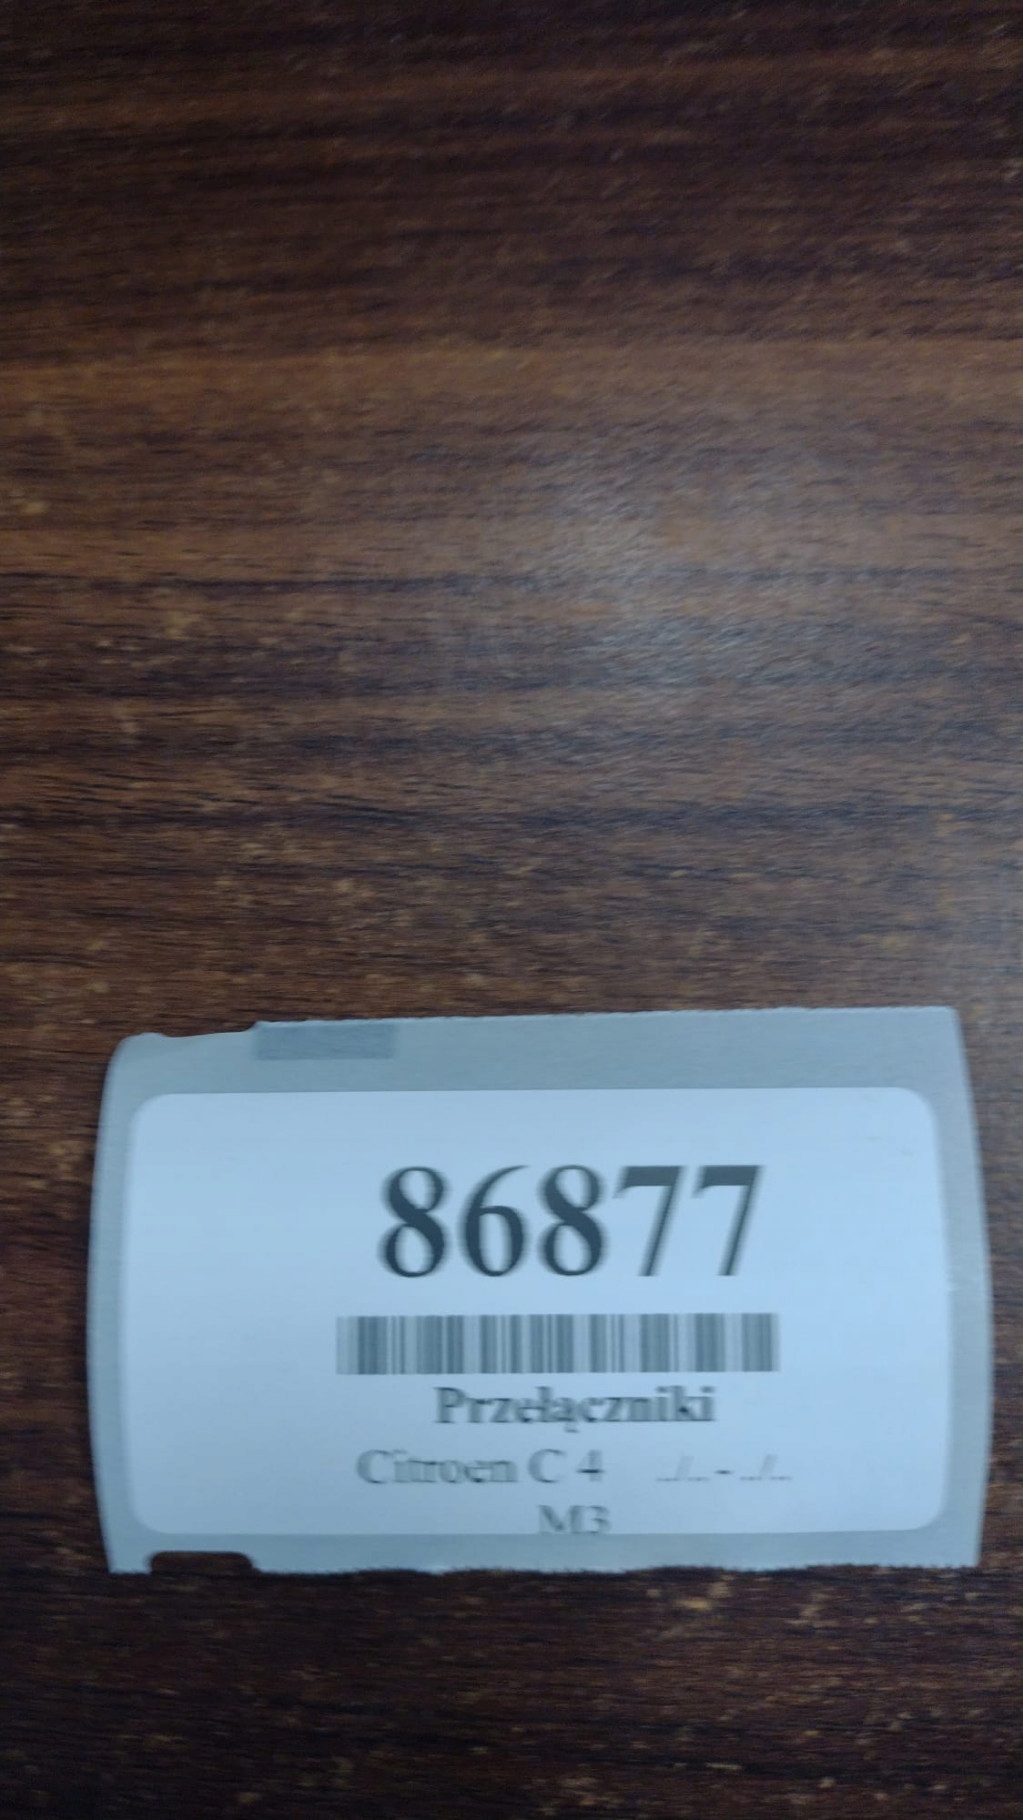 86877
Przełączniki
Citroen C 4 ../..-../..
M3